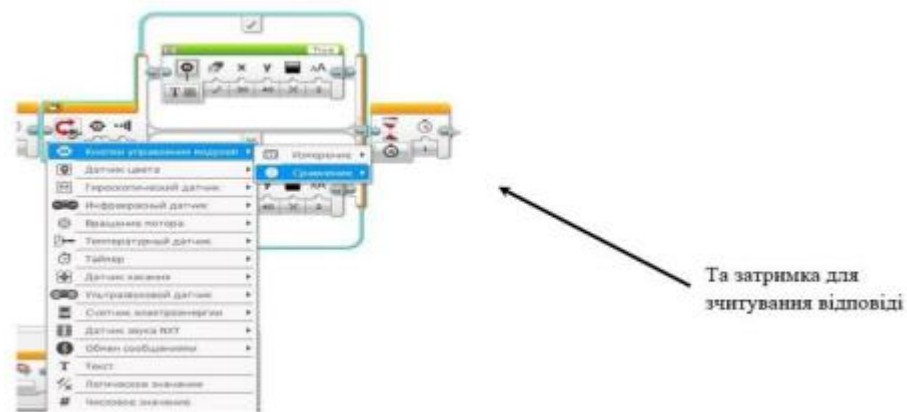 True
T
Кнопки управления модулем
Измерение
Датчик цвета
Сравнение
Гироскопический датчик
Инфракрасный датчик
Вращение мотора
Температурный датчик
Таймер
Датчик касания
Ультразвуковой датчик
Счетчик электроэнергии
Датчик звука NXT
Обмен сообщениями
T Текст
Логическое значение
# Числовое значение
Та затримка для
зчитування відповіді